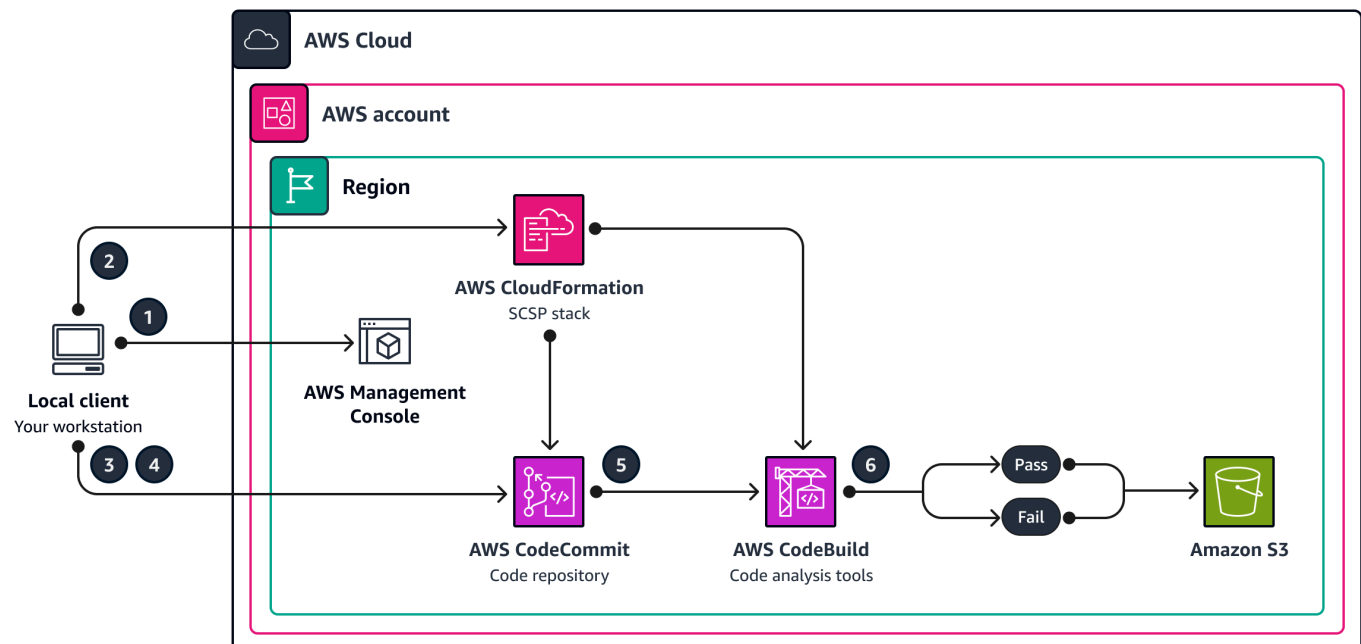 AWS Cloud
AWS account
Region
2
1
AWS CloudFormation
SCSP stack
Local client
Your workstation
AWS Management
Console
3 4
5
6
Pass
Fail
AWS CodeCommit
Code repository
AWS CodeBuild
Code analysis tools
Amazon S3